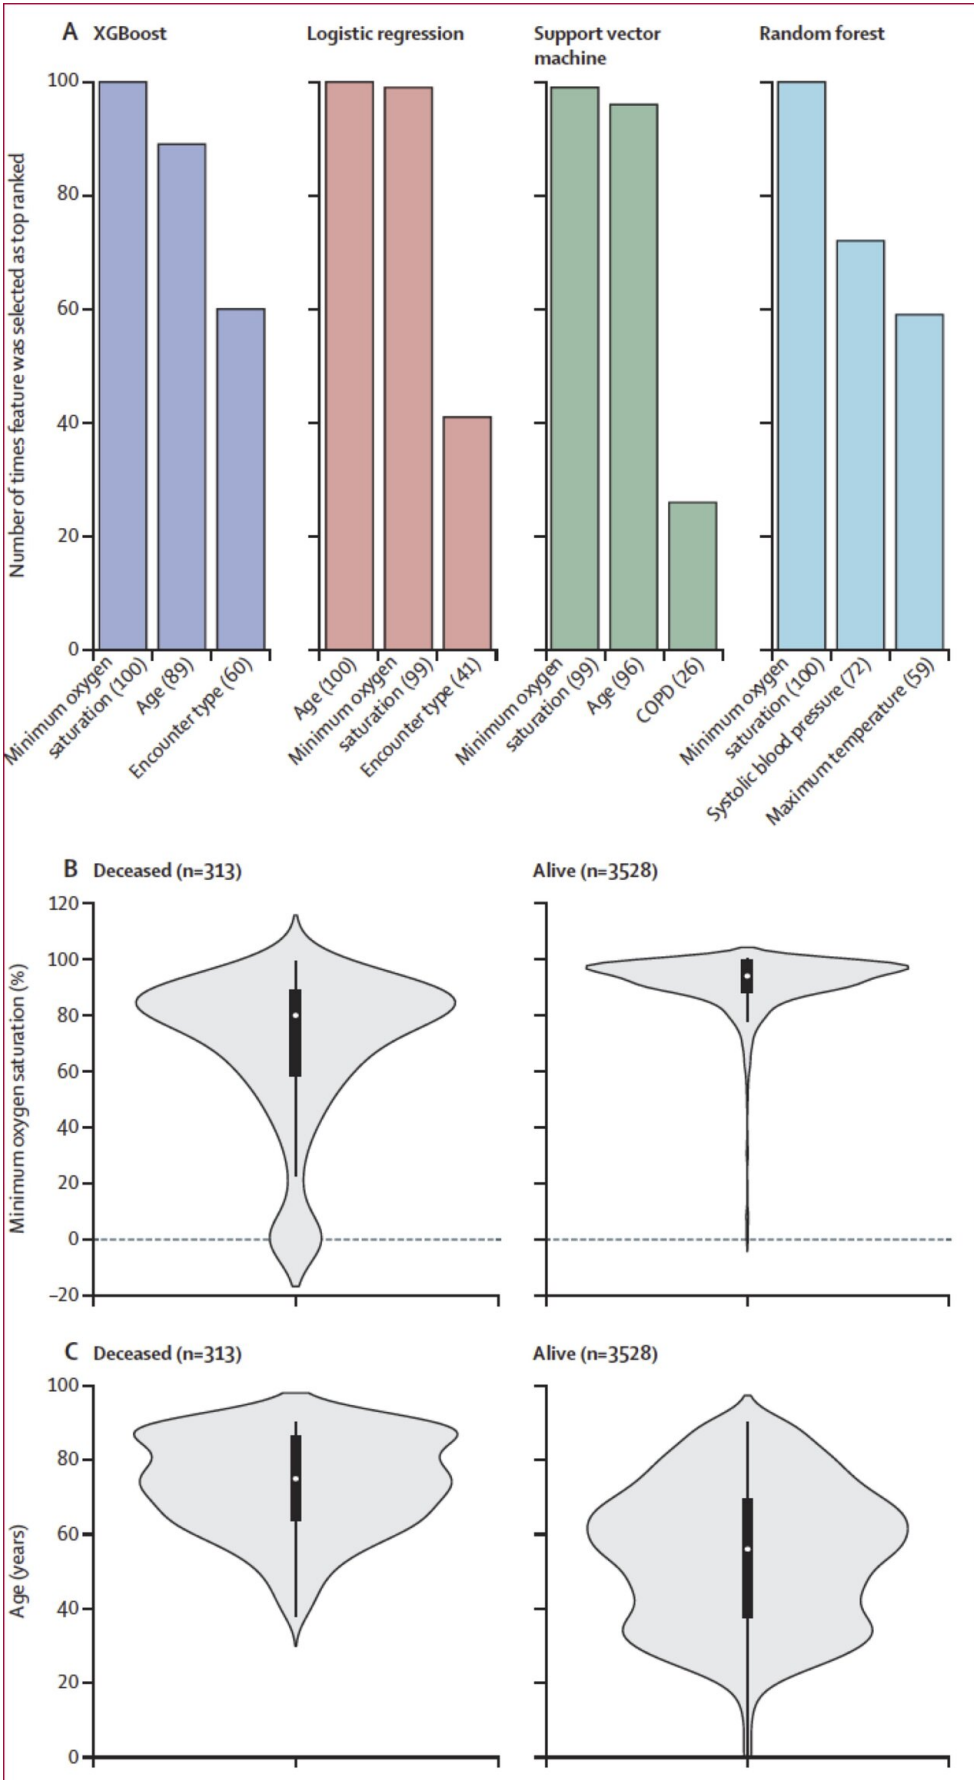 A XGBoost
Logistic regression
Support vector
machine
Random forest
Number of times feature was selected as top ranked
100
80
60
40
20
0
Minimum oxygen
saturation (100)
Age (89)
Encounter type (60)
Age (100)
Minimum oxygen
saturation (99)
Encounter type (41)
Minimum oxygen
saturation (99)
Age (96)
COPD (26)
Minimum oxygen
saturation (100)
Systolic blood pressure (72)
Maximum temperature (59)
B Deceased (n=313)
Alive (n=3528)
Minimum oxygen saturation (%)
120
100
80
60
40
20
0
–20
C Deceased (n=313)
Alive (n=3528)
Age (years)
100
80
60
40
20
0